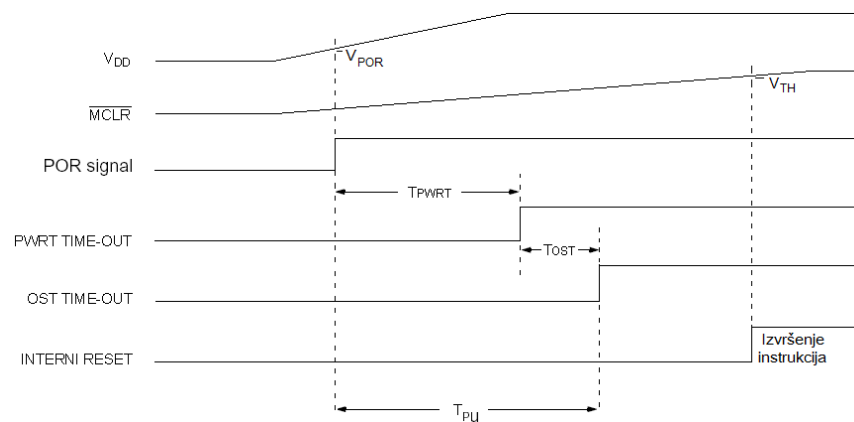 VDD
VPOR
MCLR
VTH
POR signal
TPWRT
PWRT TIME-OUT
TOST
OST TIME-OUT
INTERNI RESET
Izvršenje
instrukcija
TPU